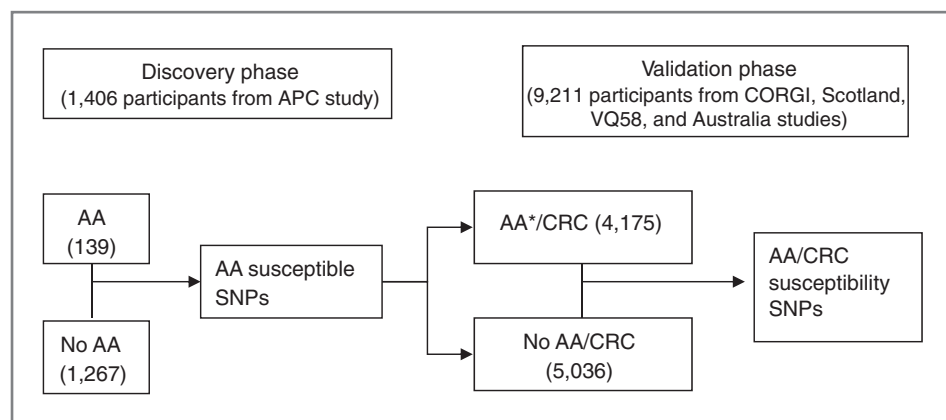 Discovery phase
(1,406 participants from APC study)
Validation phase
(9,211 participants from CORGI, Scotland,
VQ58, and Australia studies)
AA
(139)
No AA
(1,267)
AA susceptible
SNPs
AA*/CRC (4,175)
No AA/CRC
(5,036)
AA/CRC
susceptibility
SNPs